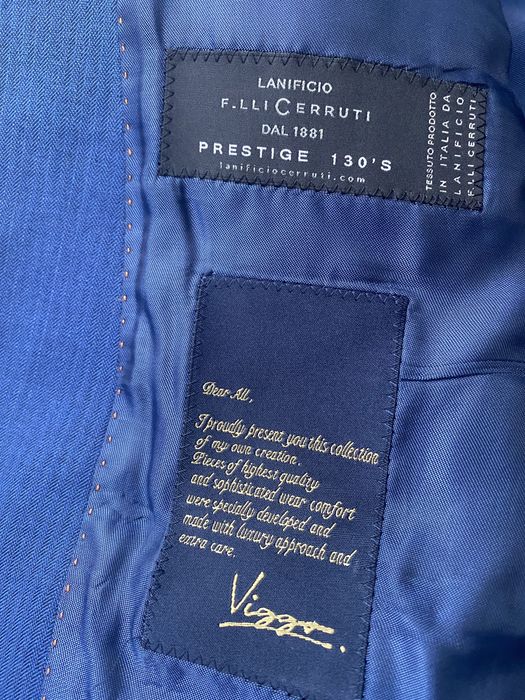 LANIFICIO
F.LLI CERRUTI
DAL 1881
PRESTIGE 130'S
lanificiocerruti.com
TESSUTO PRODOTTO
IN ITALIA DA
LANIFICIO
F.LLI CERRUTI
Dear All,
I proudly present you this collection
of my own creation.
Pieces of highest quality
and sophisticated wear comfort
were specially developed and
made with luxury approach and
extra care.
Viggo.